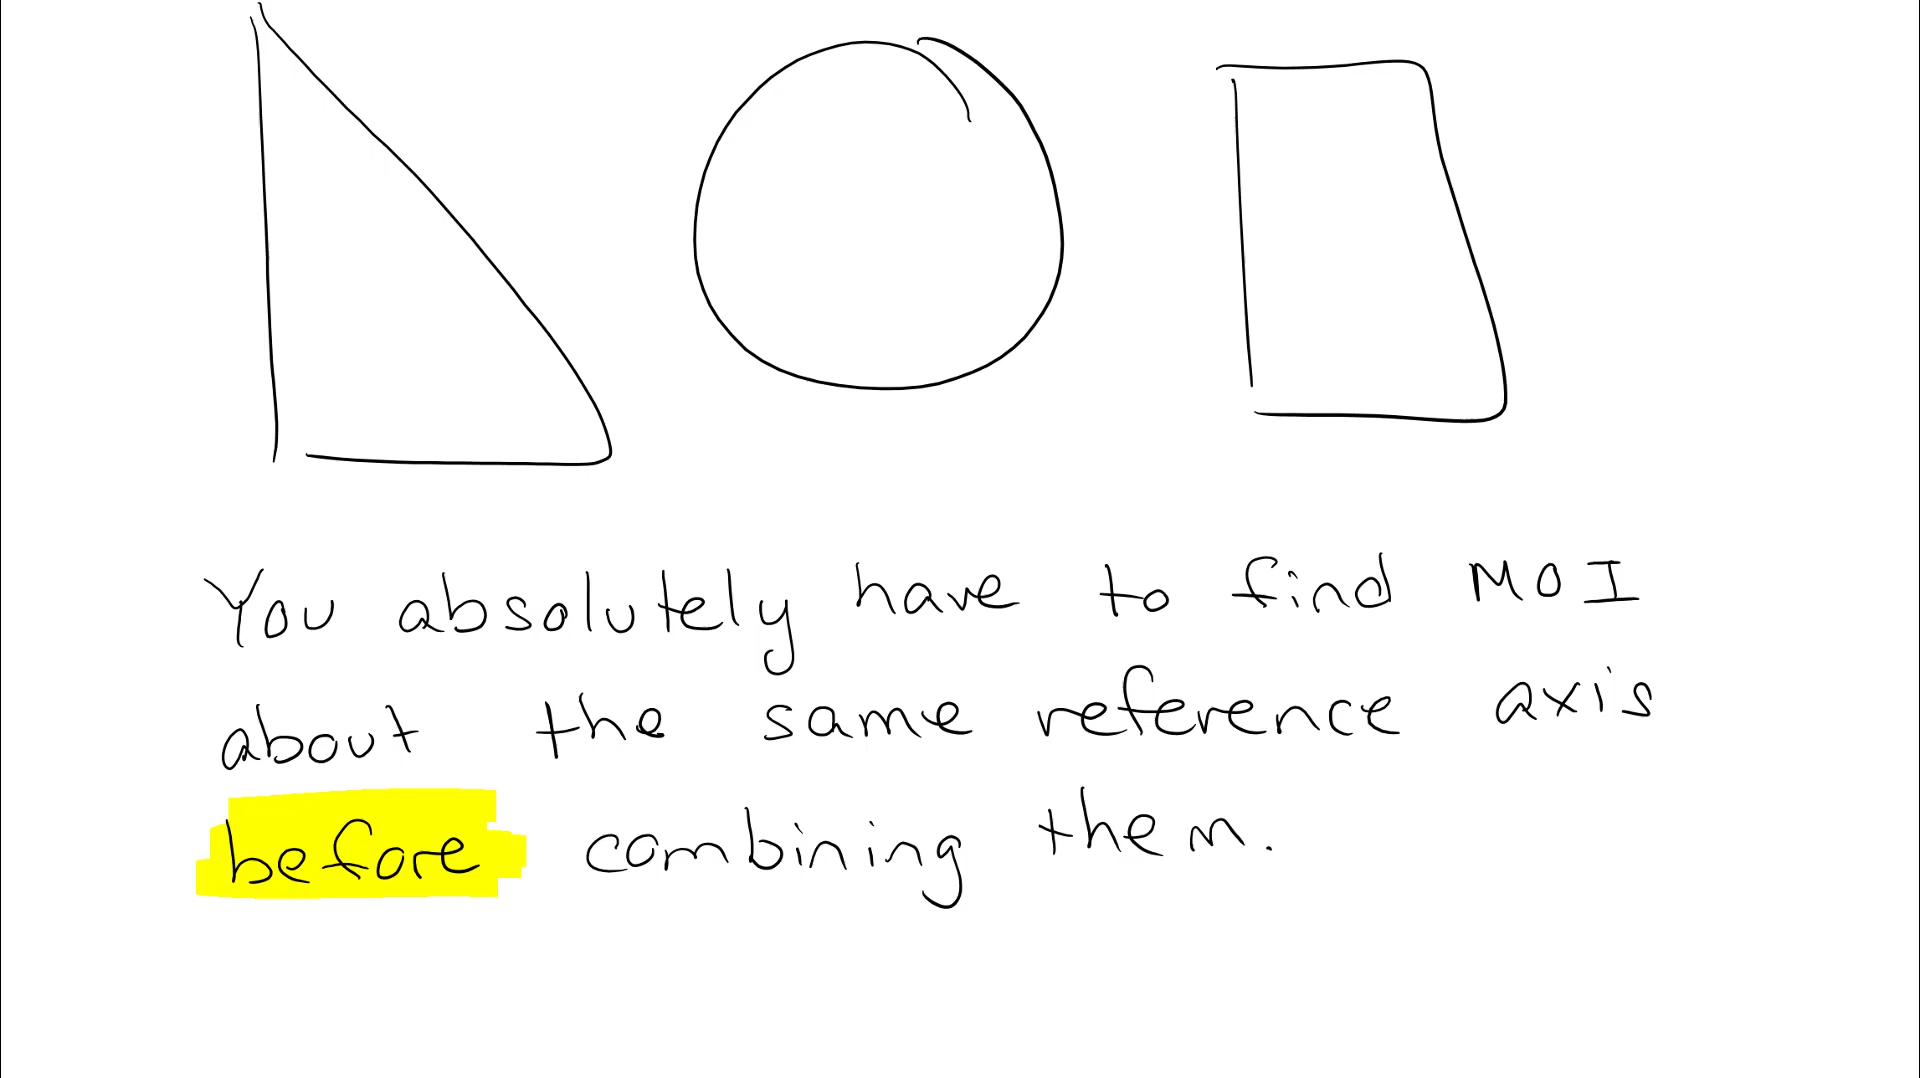 You absolutely have to find MOI
about the same reference axis
before combining them.